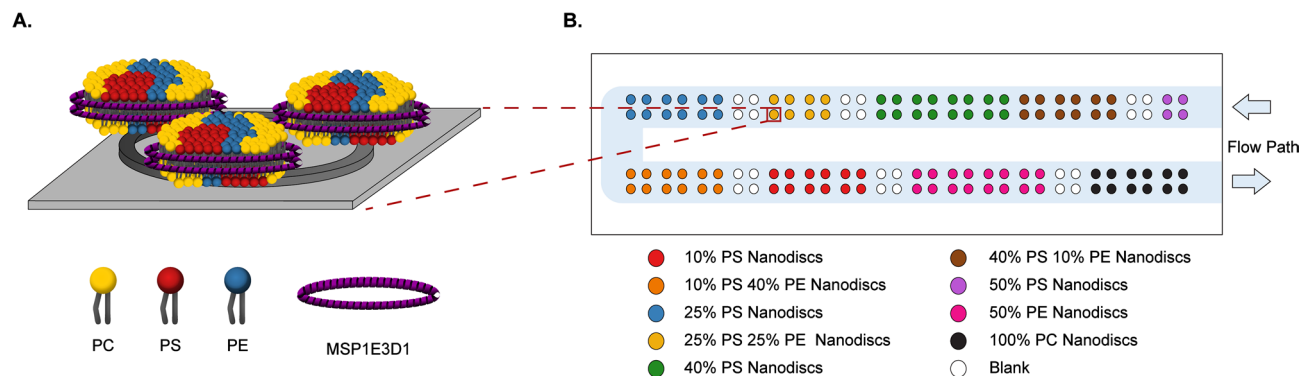 A.
B.
Flow Path
PC
PS
PE
MSP1E3D1
10% PS Nanodiscs
10% PS 40% PE Nanodiscs
25% PS Nanodiscs
25% PS 25% PE Nanodiscs
40% PS Nanodiscs
40% PS 10% PE Nanodiscs
50% PS Nanodiscs
50% PE Nanodiscs
100% PC Nanodiscs
Blank